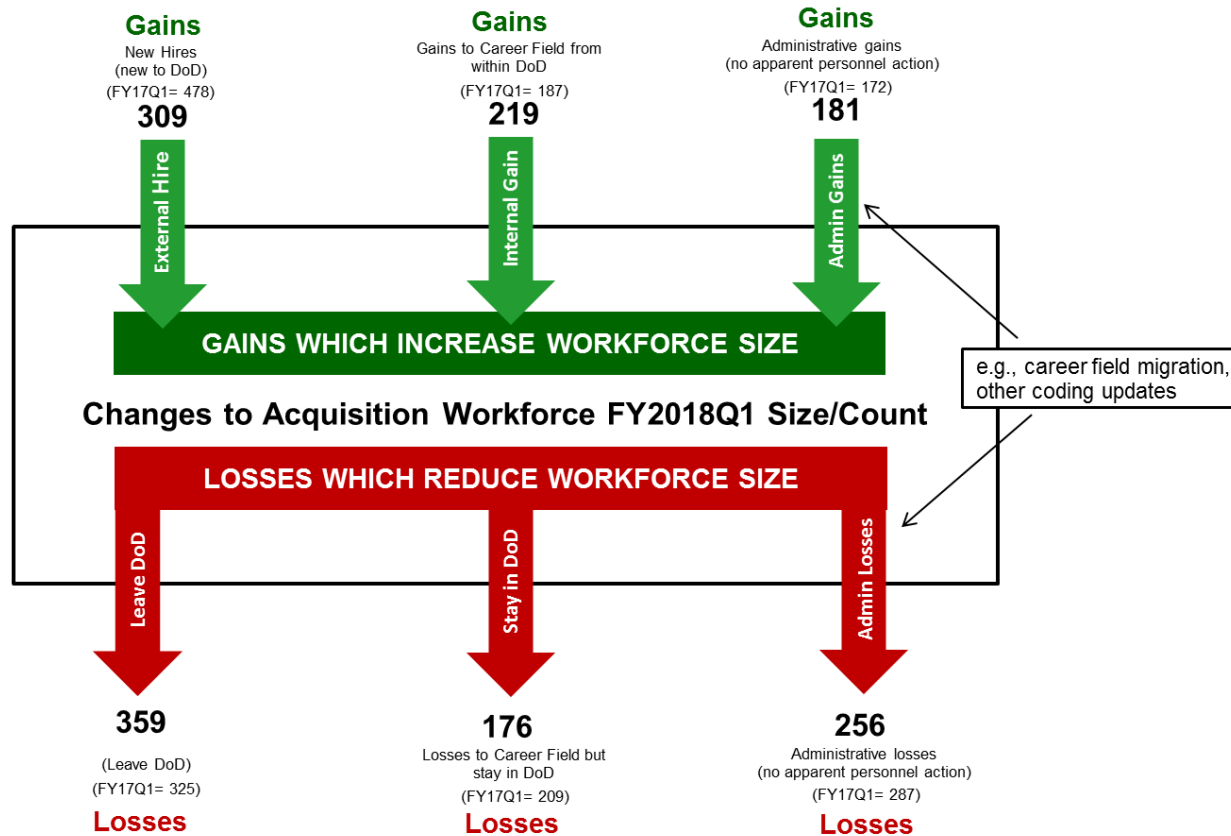 Gains
New Hires
(new to DoD)
(FY17Q1= 478)
309
External Hire
Gains
Gains to Career Field from
within DoD
(FY17Q1= 187)
219
Internal Gain
Gains
Administrative gains
(no apparent personnel action)
(FY17Q1= 172)
181
Admin Gains
GAINS WHICH INCREASE WORKFORCE SIZE
e.g., career field migration,
other coding updates
Changes to Acquisition Workforce FY2018Q1 Size/Count
LOSSES WHICH REDUCE WORKFORCE SIZE
Leave DoD
359
(Leave DoD)
(FY17Q1= 325)
Losses
Stay in DoD
176
Losses to Career Field but
stay in DoD
(FY17Q1= 209)
Losses
Admin Losses
256
Administrative losses
(no apparent personnel action)
(FY17Q1= 287)
Losses